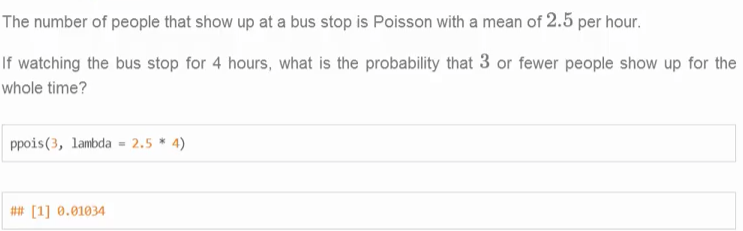 The number of people that show up at a bus stop is Poisson with a mean of 2.5 per hour.
If watching the bus stop for 4 hours, what is the probability that 3 or fewer people show up for the
whole time?
ppois(3, lambda = 2.5 * 4)
## [1] 0.01034